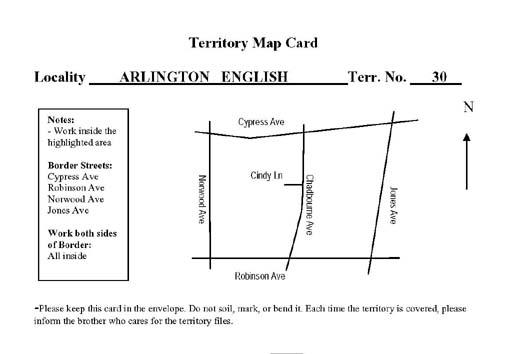 Territory Map Card
Locality ARLINGTON ENGLISH Terr. No. 30
N
Notes:
- Work inside the
highlighted area
Border Streets:
Cypress Ave
Robinson Ave
Norwood Ave
Jones Ave
Work both sides
of Border:
All inside
Cypress Ave
Cindy Ln
Norwood Ave
Chadbourne Ave
Jones Ave
Robinson Ave
-Please keep this card in the envelope. Do not soil, mark, or bend it. Each time the territory is covered, please
inform the brother who cares for the territory files.